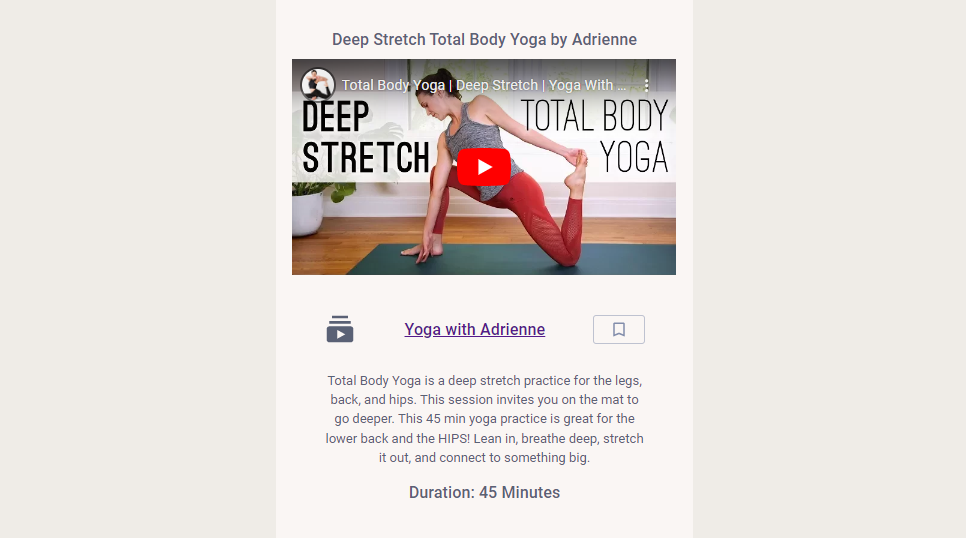 Deep Stretch Total Body Yoga by Adrienne
Total Body Yoga | Deep Stretch | Yoga With ...
DEEP
STRETCH
TOTAL BODY
YOGA
Yoga with Adrienne
Total Body Yoga is a deep stretch practice for the legs,
back, and hips. This session invites you on the mat to
go deeper. This 45 min yoga practice is great for the
lower back and the HIPS! Lean in, breathe deep, stretch
it out, and connect to something big.
Duration: 45 Minutes